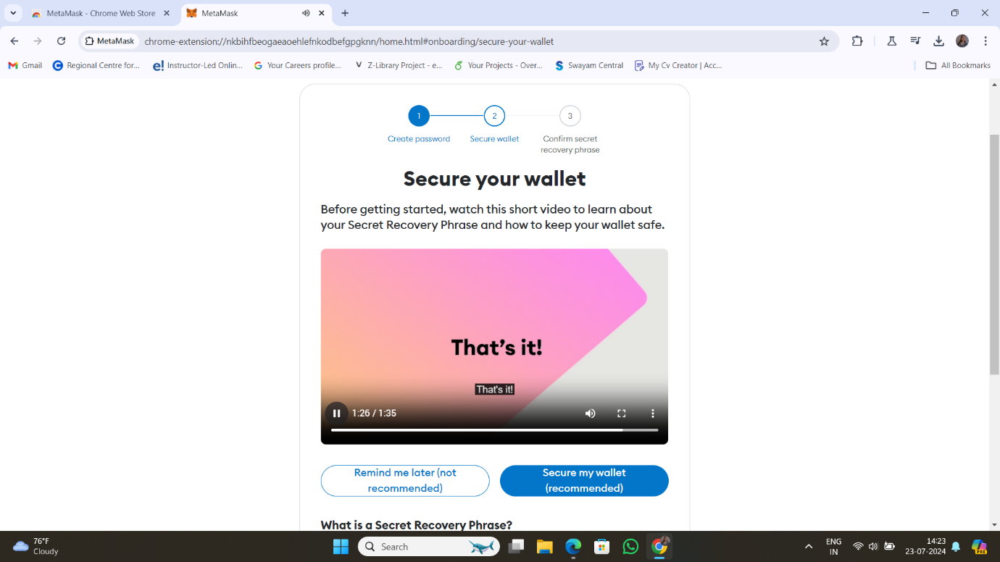 MetaMask - Chrome Web Store
MetaMask
MetaMask chrome-extension://nkbihfbeogaeaoehlefnkodbefgpgknn/home.html#onboarding/secure-your-wallet
Gmail Regional Centre for... Instructor-Led Onlin... Your Careers profile... Z-Library Project - e... Your Projects - Over... Swayam Central My Cv Creator | Acc... All Bookmarks
1 2 3
Create password Secure wallet Confirm secret
recovery phrase
Secure your wallet
Before getting started, watch this short video to learn about
your Secret Recovery Phrase and how to keep your wallet safe.
That's it!
That's it!
1:26 / 1:35
Remind me later (not
recommended)
Secure my wallet
(recommended)
What is a Secret Recovery Phrase?
76°F
Cloudy
Search
ENG
IN
14:23
23-07-2024
PRE